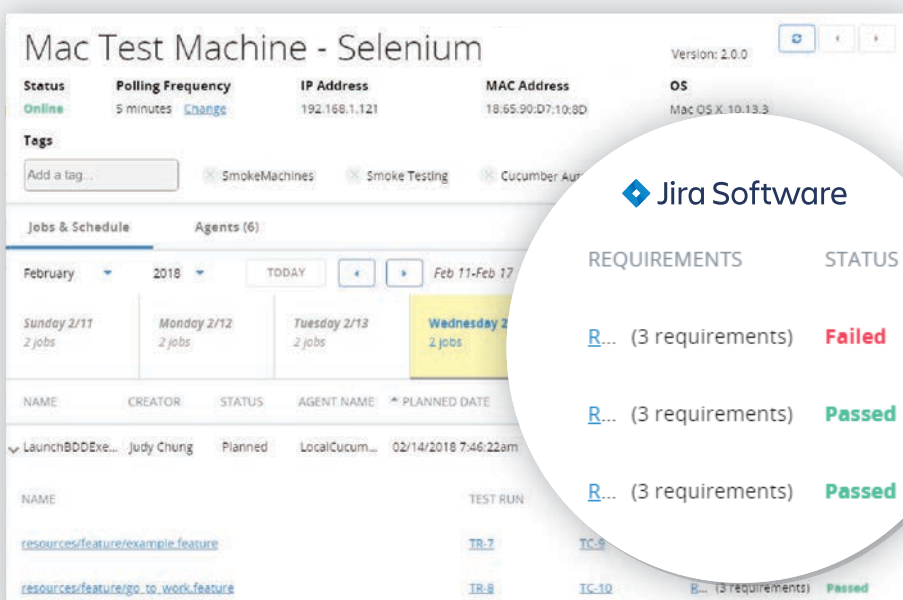 Mac Test Machine - Selenium
Version: 2.0.0
Status Polling Frequency IP Address MAC Address OS
Online 5 minutes Change 192.168.1.121 18:65:90:D7:10:8D Mac OS X 10.13.3
Tags
Add a tag... SmokeMachines Smoke Testing Cucumber Aut
Jira Software
Jobs & Schedule Agents (6)
REQUIREMENTS STATUS
February 2018 TODAY Feb 11-Feb 17
Sunday 2/11 Monday 2/12 Tuesday 2/13 Wednesday 2
2 jobs 2 jobs 2 jobs 2 jobs
R... (3 requirements) Failed
NAME CREATOR STATUS AGENT NAME PLANNED DATE
R... (3 requirements) Passed
LaunchBDDExe... Judy Chung Planned LocalCucum... 02/14/2018 7:46:22am
R... (3 requirements) Passed
NAME TEST RUN
resources/feature/example.feature TR-7 TC-9
resources/feature/go_to_work.feature TR-8 TC-10 R... (3 requirements) Passed